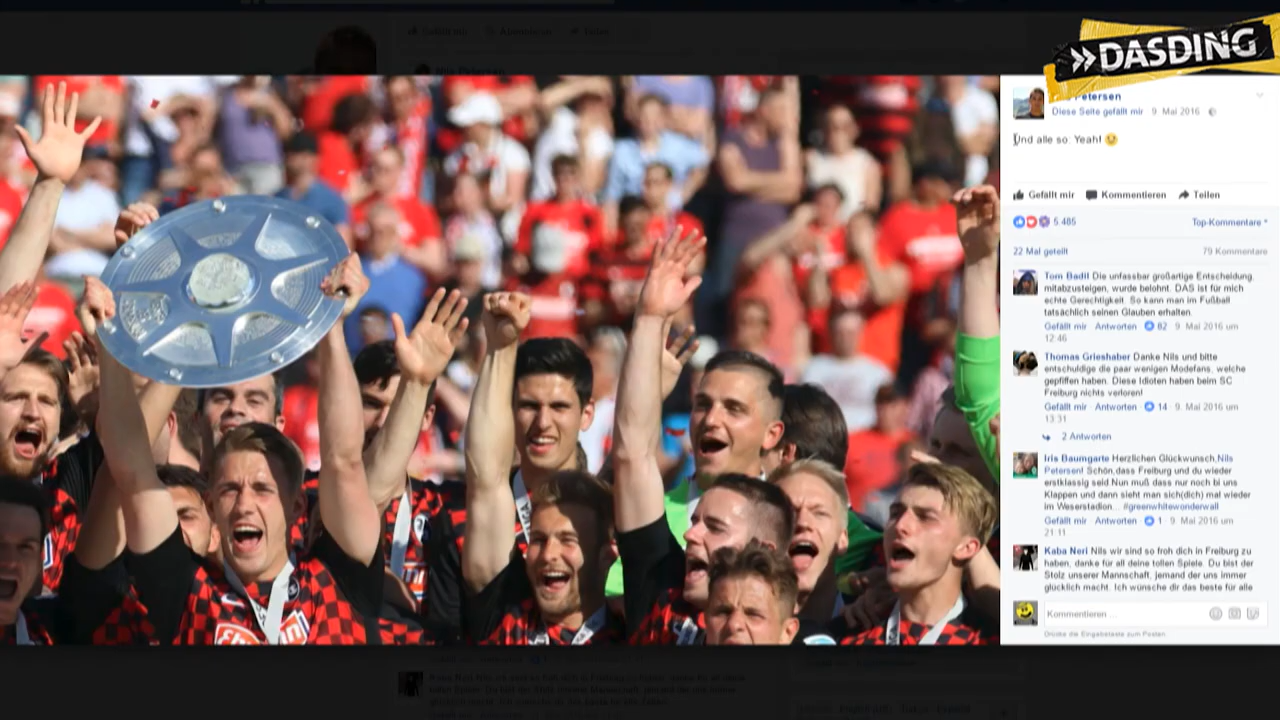 »DASDING
Petersen
Diese Seite gefällt mir · 9. Mai 2016 ·
Und alle so: Yeah!
Gefällt mir Kommentieren Teilen
5.485 Top-Kommentare
22 Mal geteilt 79 Kommentare
Tom Badil Die unfassbar großartige Entscheidung,
mitabzusteigen, wurde belohnt. DAS ist für mich
echte Gerechtigkeit. So kann man im Fußball
tatsächlich seinen Glauben erhalten.
Gefällt mir · Antworten · 82 · 9. Mai 2016 um
12:46
Thomas Grieshaber Danke Nils und bitte
entschuldige die paar wenigen Modefans, welche
gepfiffen haben. Diese Idioten haben beim SC
Freiburg nichts verloren!
Gefällt mir · Antworten · 14 · 9. Mai 2016 um
13:31
2 Antworten
Iris Baumgarte Herzlichen Glückwunsch,Nils
Petersen! Schön,dass Freiburg und du wieder
erstklassig seid.Nun muß dass nur noch bi uns
Klappen und dann sieht man sich(dich) mal wieder
im Weserstadion... #greenwhitewonderwall
Gefällt mir · Antworten · 1 · 9. Mai 2016 um
21:11
Kaba Neri Nils wir sind so froh dich in Freiburg zu
haben, danke für all deine tollen Spiele. Du bist der
Stolz unserer Mannschaft, jemand der uns immer
glücklich macht. Ich wünsche dir das beste für alle
Kommentieren ...
Drücke die Eingabetaste zum Posten.